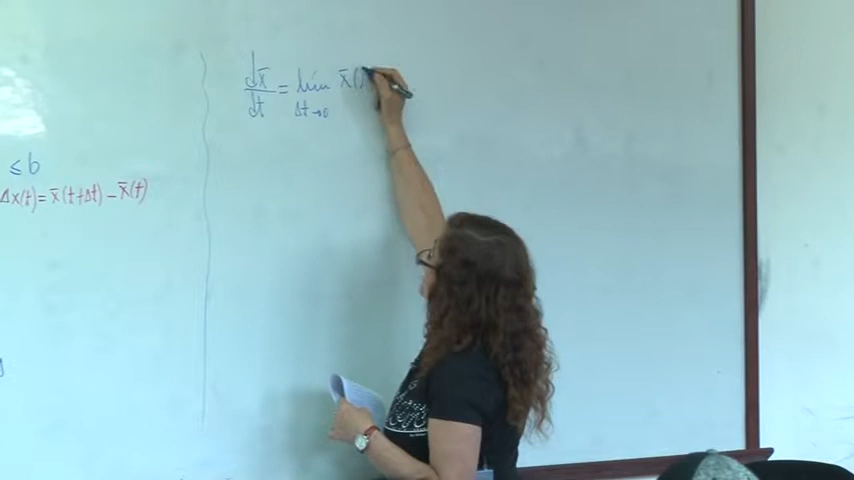 ≤ b
Δx(t) = x̄(t+Δt) – x̄(t)
dx̄/dt = lím Δt→0 x̄(